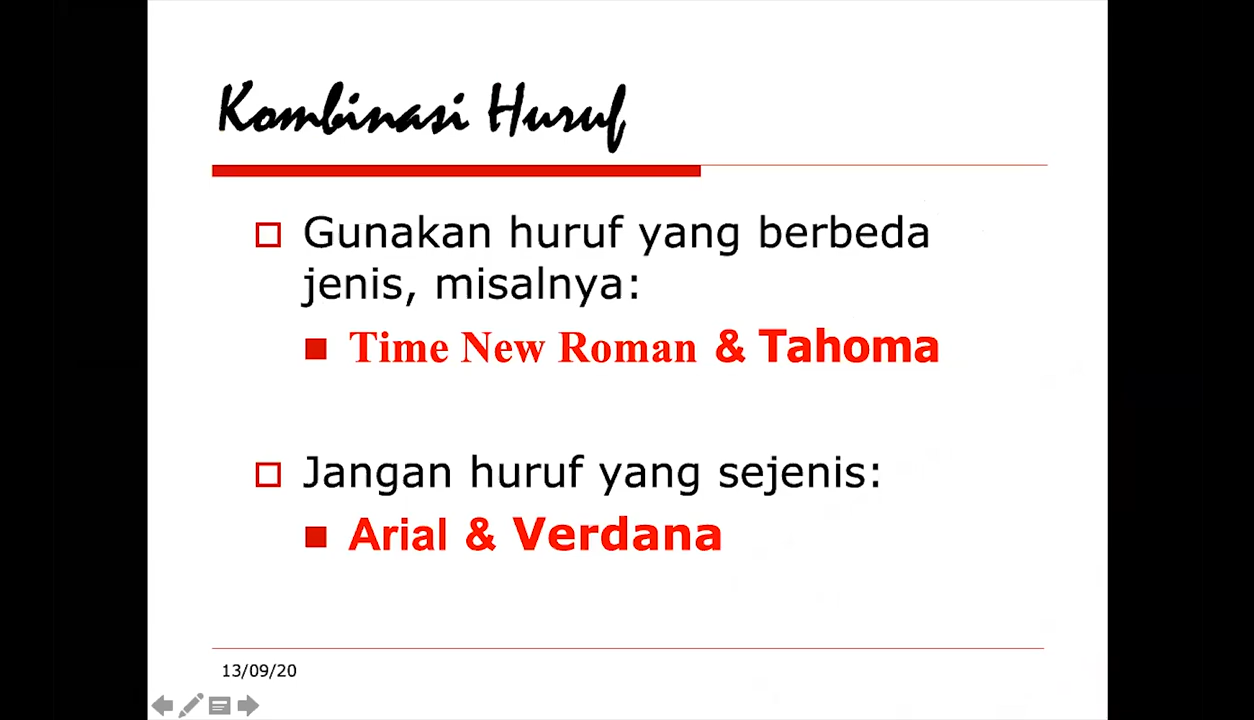 Kombinasi Huruf
Gunakan huruf yang berbeda
jenis, misalnya:
Time New Roman & Tahoma
Jangan huruf yang sejenis:
Arial & Verdana
13/09/20